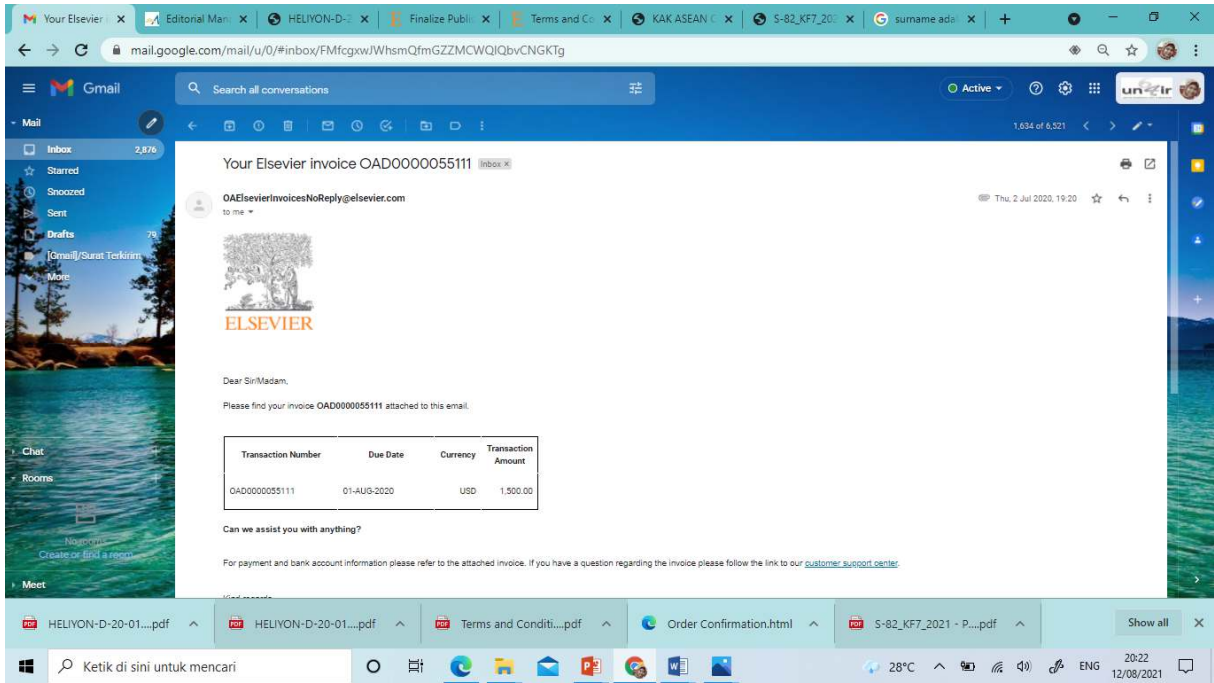 Your Elsevier i
Editorial Man
HELIYON-D-2
Finalize Public
Terms and Co
KAK ASEAN C
S-82_KF7_202
surname adal
mail.google.com/mail/u/0/#inbox/FMfcgxwJWhsmQfmGZZMCWQlQbvCNGKTg
Gmail
Search all conversations
Active
Mail
1,634 of 6,521
Inbox 2,876
Starred
Snoozed
Sent
Drafts 79
[Gmail]/Surat Terkirim
More
Chat
Rooms
No rooms
Create or find a room
Meet
Your Elsevier invoice OAD0000055111 Inbox x
OAElsevierInvoicesNoReply@elsevier.com
Thu, 2 Jul 2020, 19:20
to me
ELSEVIER
Dear Sir/Madam,
Please find your invoice OAD0000055111 attached to this email.
Transaction Number Due Date Currency Transaction Amount
OAD0000055111 01-AUG-2020 USD 1,500.00
Can we assist you with anything?
For payment and bank account information please refer to the attached invoice. If you have a question regarding the invoice please follow the link to our customer support center.
HELIYON-D-20-01....pdf
HELIYON-D-20-01....pdf
Terms and Conditi....pdf
Order Confirmation.html
S-82_KF7_2021 - P....pdf
Show all
Ketik di sini untuk mencari
28°C
ENG
20:22
12/08/2021